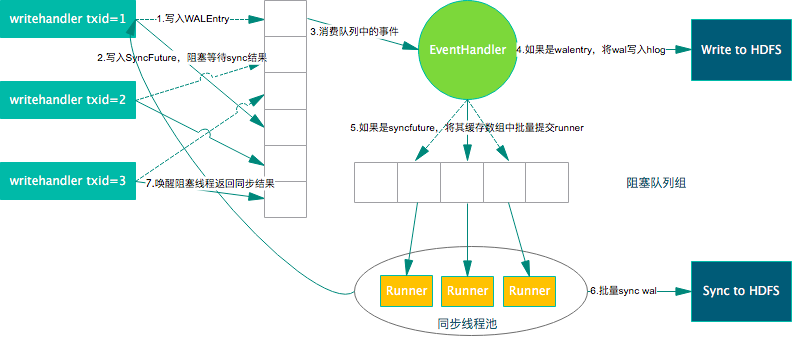 writehandler txid=1
1.写入WALEntry
3.消费队列中的事件
EventHandler
4.如果是walentry，将wal写入hlog
Write to HDFS
2.写入SyncFuture，阻塞等待sync结果
writehandler txid=2
5.如果是syncfuture，将其缓存数组中批量提交runner
writehandler txid=3
7.唤醒阻塞线程返回同步结果
阻塞队列组
Runner
Runner
Runner
6.批量sync wal
Sync to HDFS
同步线程池